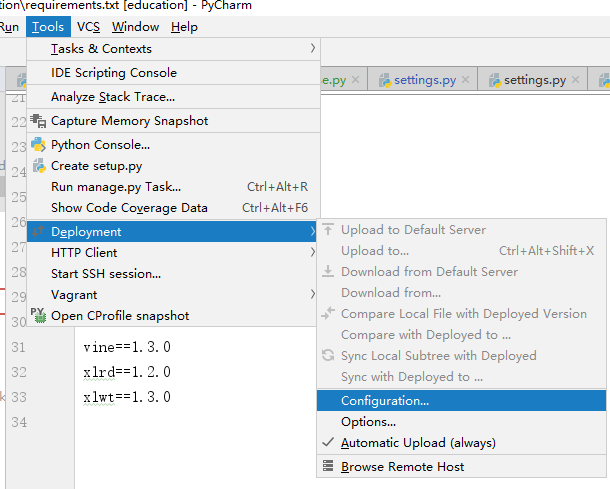 tion\requirements.txt [education] - PyCharm
Run Tools VCS Window Help
Tasks & Contexts
IDE Scripting Console
Analyze Stack Trace...
Capture Memory Snapshot
Python Console...
Create setup.py
Run manage.py Task... Ctrl+Alt+R
Show Code Coverage Data Ctrl+Alt+F6
Deployment
HTTP Client
Start SSH session...
Vagrant
Open CProfile snapshot
e.py settings.py settings.py
21
22
23
24
25
26
27
28
29
30
31 vine==1.3.0
32 xlrd==1.2.0
33 xlwt==1.3.0
34
Upload to Default Server
Upload to... Ctrl+Alt+Shift+X
Download from Default Server
Download from...
Compare Local File with Deployed Version
Compare with Deployed to ...
Sync Local Subtree with Deployed
Sync with Deployed to ...
Configuration...
Options...
Automatic Upload (always)
Browse Remote Host